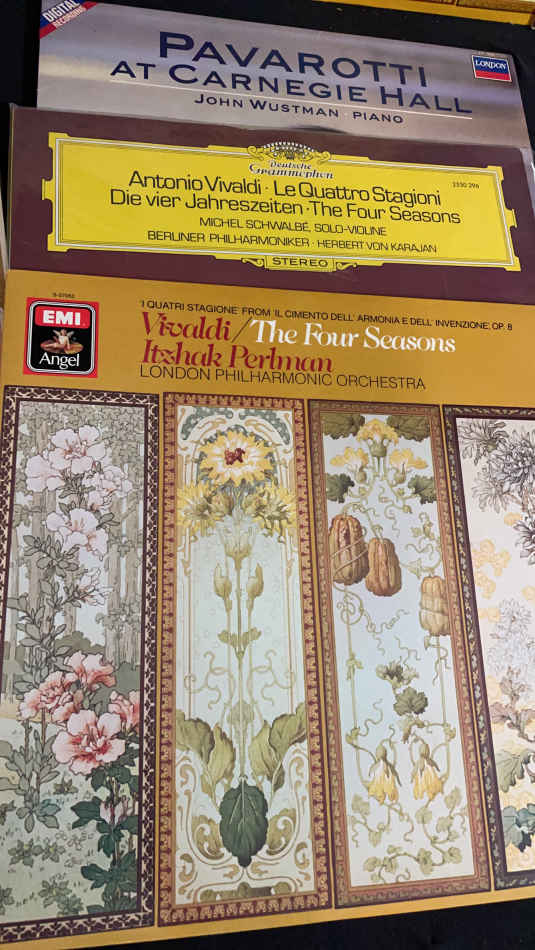 DIGITAL
RECORDING
PAVAROTTI
AT CARNEGIE HALL
JOHN WUSTMAN · PIANO
LONDON
Deutsche
Grammophon
Antonio Vivaldi · Le Quattro Stagioni
2530 296
Die vier Jahreszeiten · The Four Seasons
MICHEL SCHWALBÉ, SOLO-VIOLINE
BERLINER PHILHARMONIKER · HERBERT VON KARAJAN
STEREO
EMI
Angel
'I QUATRI STAGIONE' FROM 'IL CIMENTO DELL' ARMONIA E DELL' INVENZIONE', OP. 8
Vivaldi/The Four Seasons
Itzhak Perlman
LONDON PHILHARMONIC ORCHESTRA